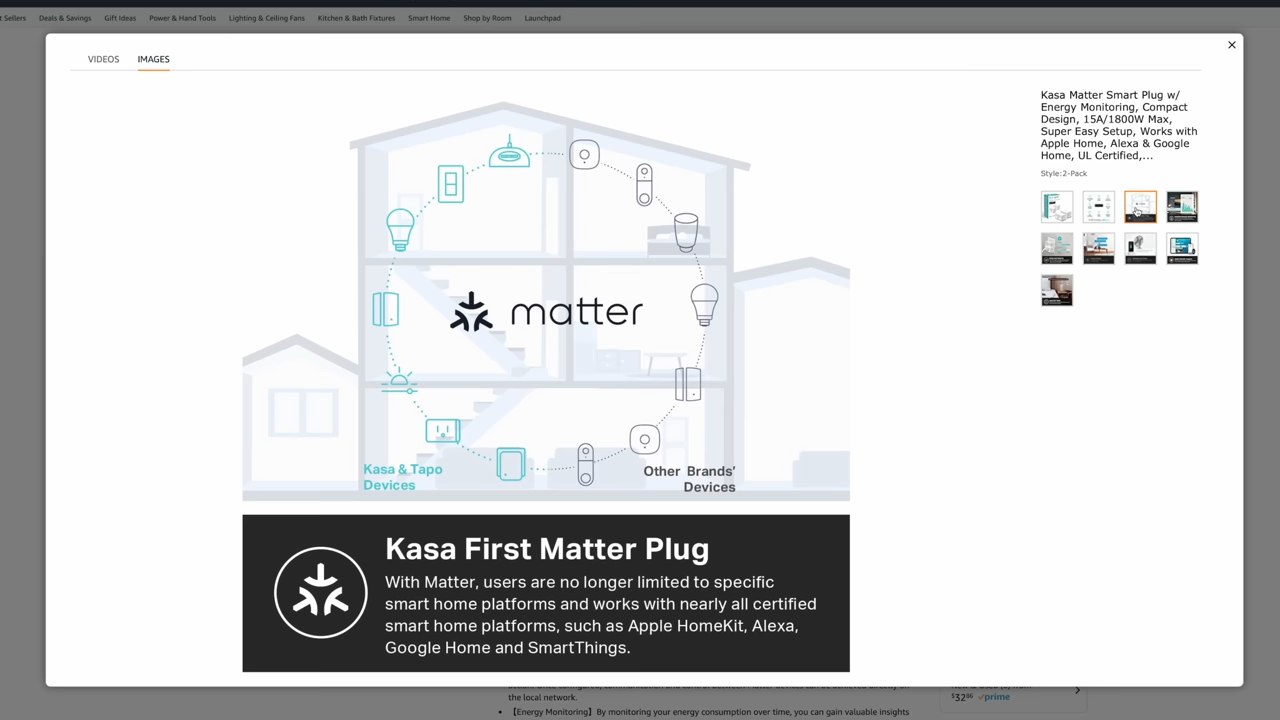 t Sellers Deals & Savings Gift Ideas Power & Hand Tools Lighting & Ceiling Fans Kitchen & Bath Fixtures Smart Home Shop by Room Launchpad
VIDEOS IMAGES
Kasa Matter Smart Plug w/
Energy Monitoring, Compact
Design, 15A/1800W Max,
Super Easy Setup, Works with
Apple Home, Alexa & Google
Home, UL Certified,...
Style:2-Pack
matter
Kasa & Tapo
Devices
Other Brands'
Devices
Kasa First Matter Plug
With Matter, users are no longer limited to specific
smart home platforms and works with nearly all certified
smart home platforms, such as Apple HomeKit, Alexa,
Google Home and SmartThings.
the local network.
$3286 prime
【Energy Monitoring】By monitoring your energy consumption over time, you can gain valuable insights